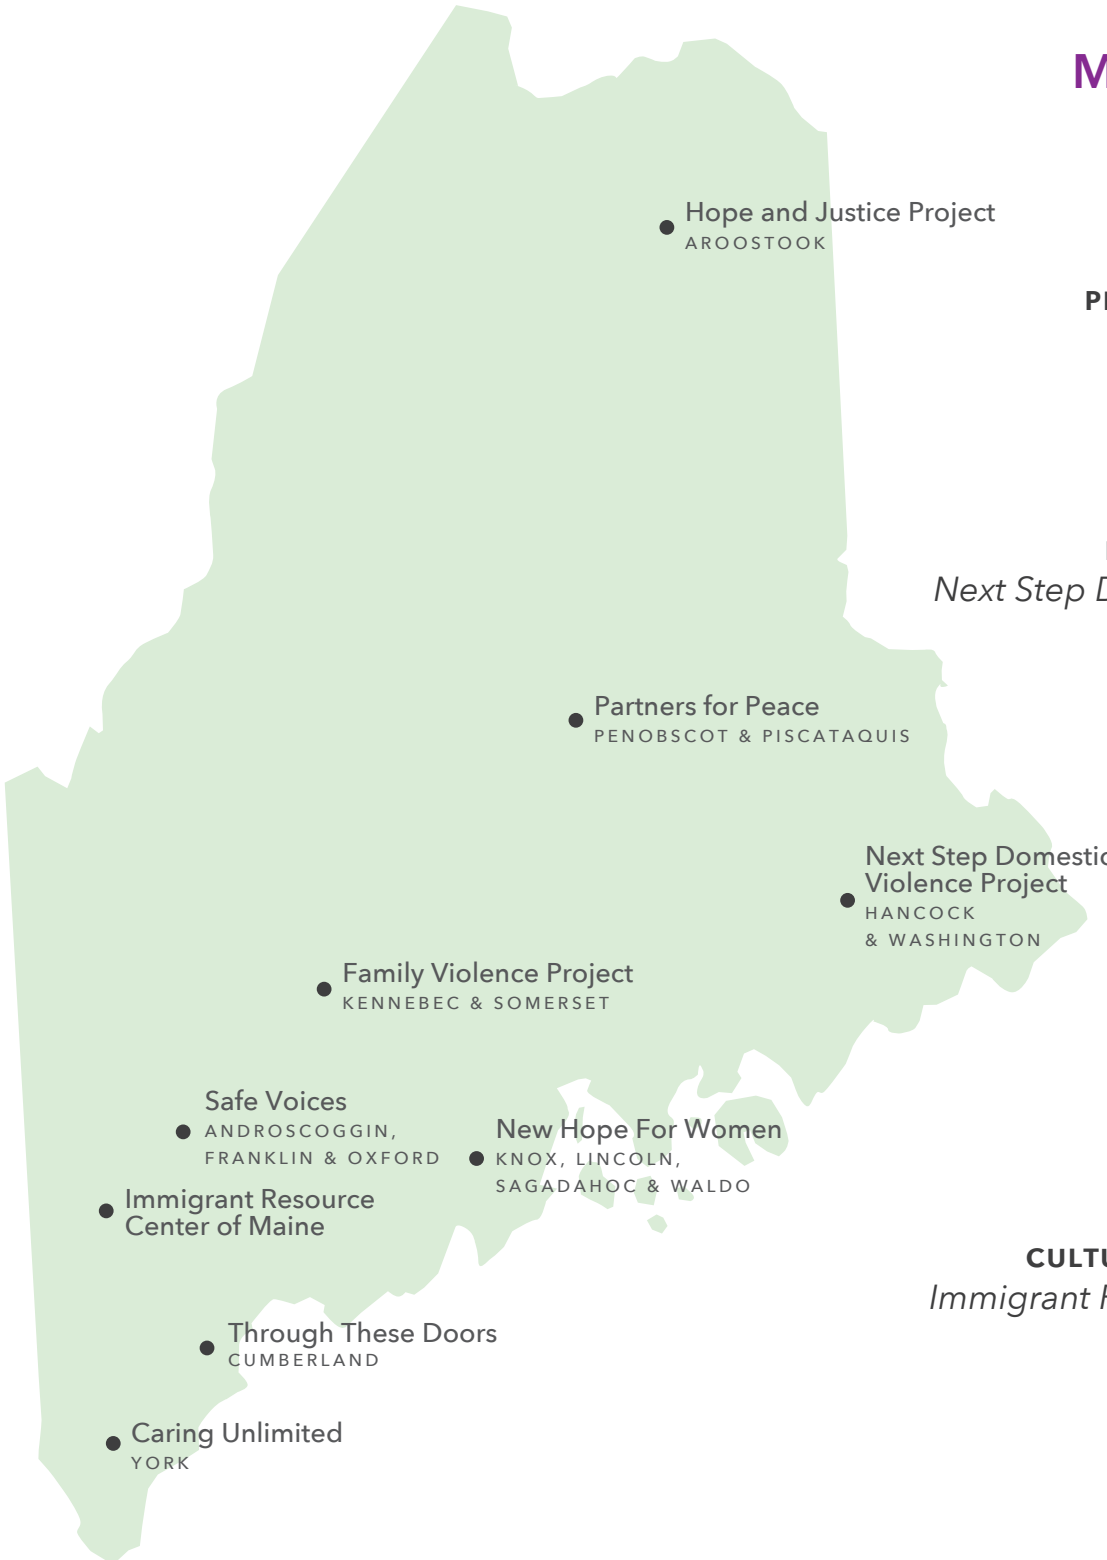 M
Hope and Justice Project
AROOSTOOK
Next Step
Partners for Peace
PENOBSCOT & PISCATAQUIS
Next Step Domestic
Violence Project
HANCOCK
& WASHINGTON
Family Violence Project
KENNEBEC & SOMERSET
Safe Voices
ANDROSCOGGIN,
FRANKLIN & OXFORD
New Hope For Women
KNOX, LINCOLN,
SAGADAHOC & WALDO
Immigrant Resource
Center of Maine
Immigrant
Through These Doors
CUMBERLAND
Caring Unlimited
YORK